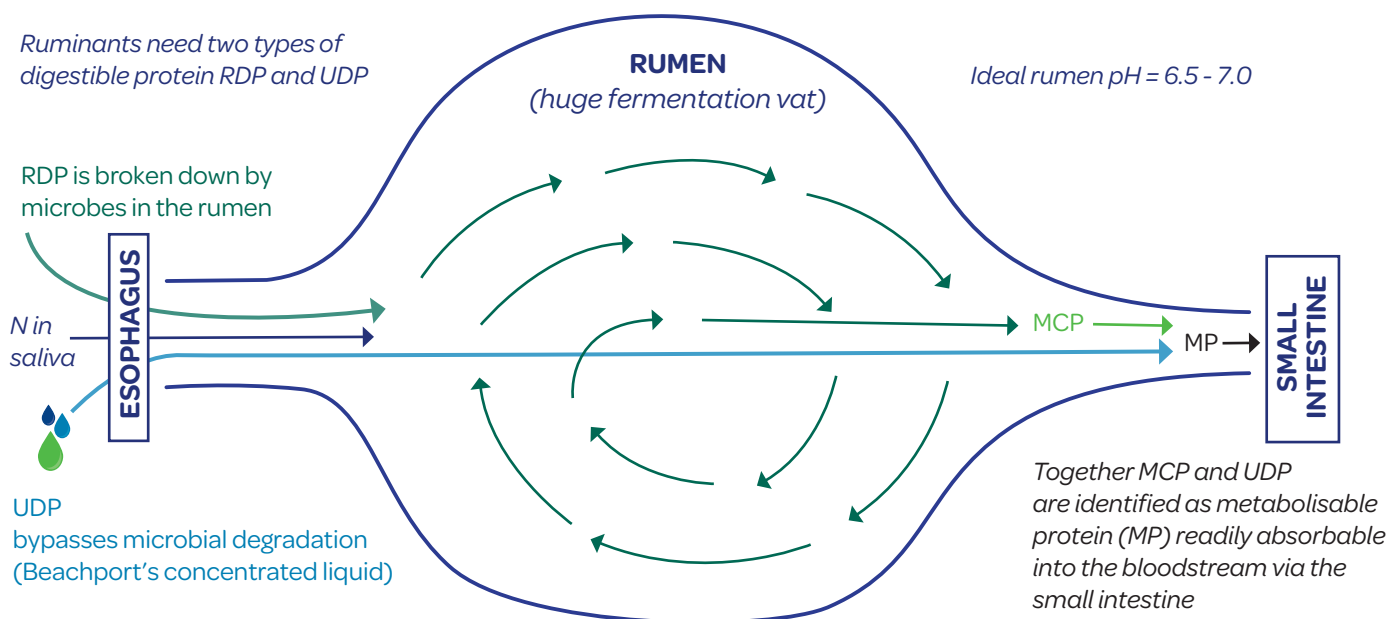 Ruminants need two types of
digestible protein RDP and UDP
RUMEN
(huge fermentation vat)
Ideal rumen pH = 6.5 - 7.0
RDP is broken down by
microbes in the rumen
ESOPHAGUS
N in
saliva
MCP
MP
SMALL
INTESTINE
UDP
bypasses microbial degradation
(Beachport’s concentrated liquid)
Together MCP and UDP
are identified as metabolisable
protein (MP) readily absorbable
into the bloodstream via the
small intestine